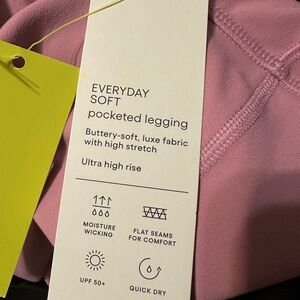 EVERYDAY
SOFT
pocketed legging
Buttery-soft, luxe fabric
with high stretch
Ultra high rise
MOISTURE
WICKING
FLAT SEAMS
FOR COMFORT
UPF 50+
QUICK DRY